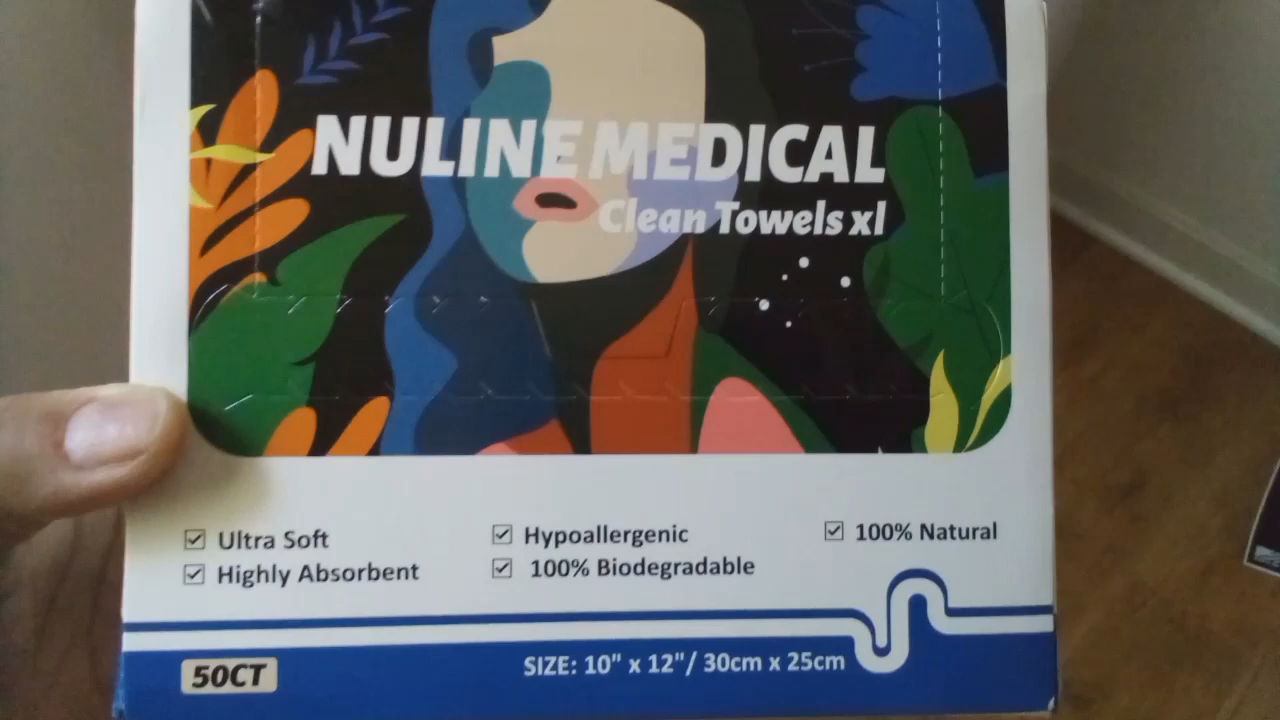 NULINE MEDICAL
Clean Towels xl
Ultra Soft
Hypoallergenic
100% Natural
Highly Absorbent
100% Biodegradable
50CT
SIZE: 10" x 12"/ 30cm x 25cm